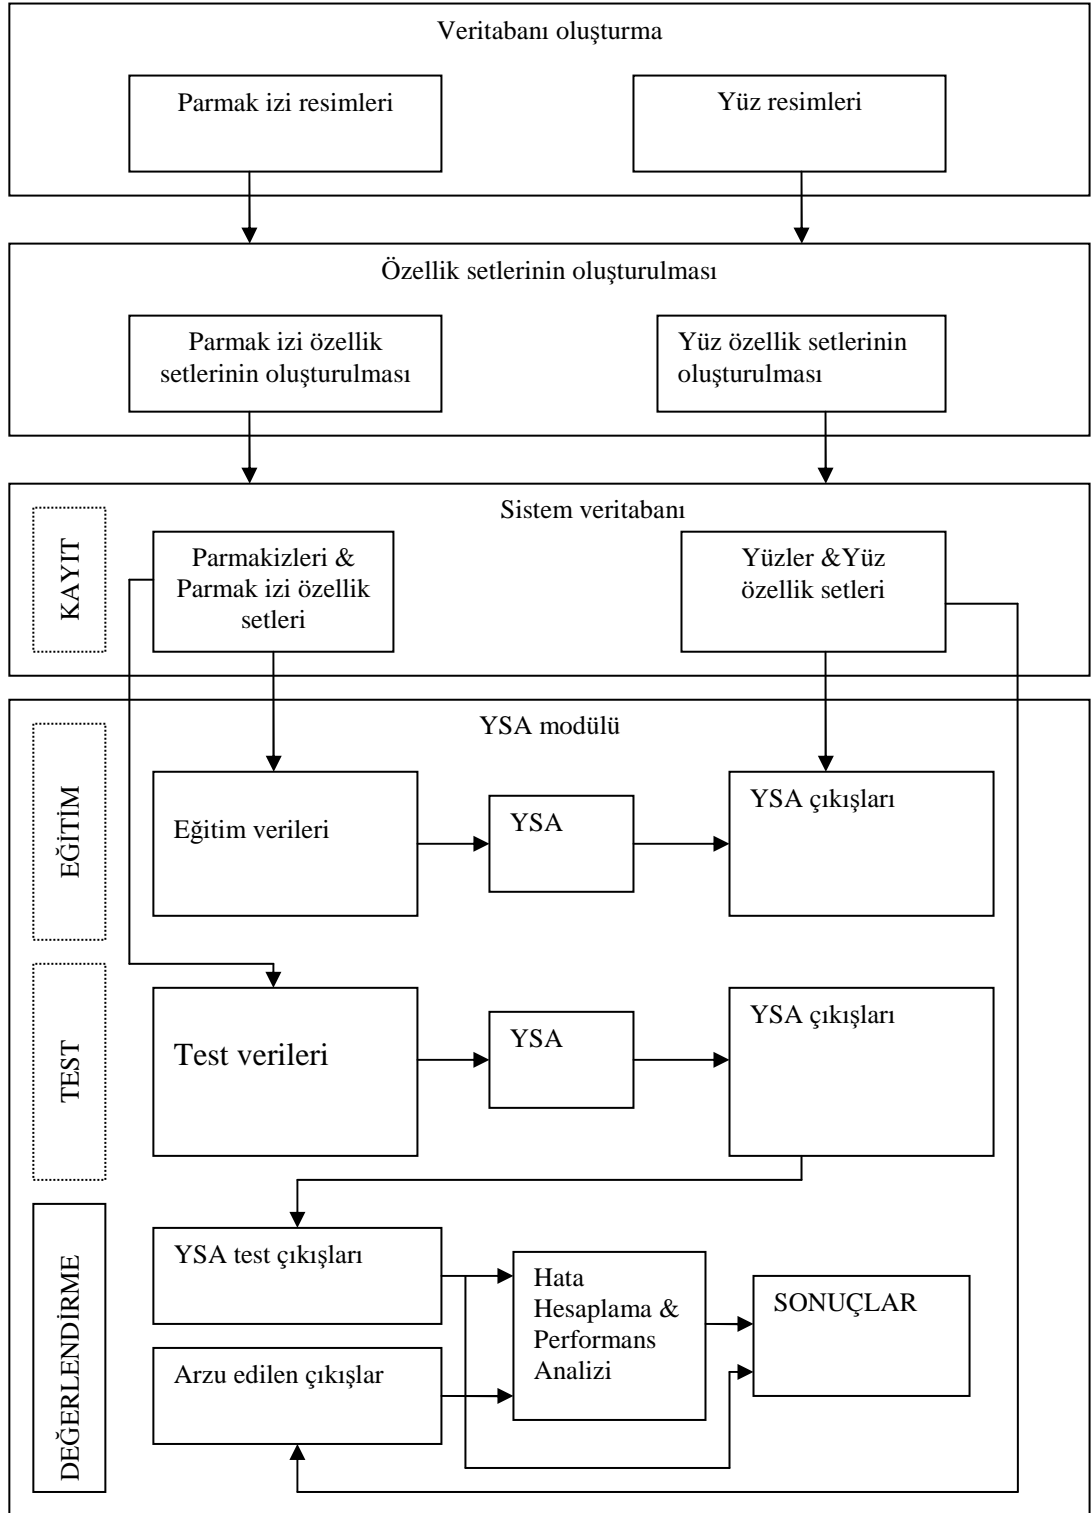 Veritabanı oluşturma
Parmak izi resimleri
Yüz resimleri
Özellik setlerinin oluşturulması
Parmak izi özellik
setlerinin oluşturulması
Yüz özellik setlerinin
oluşturulması
Sistem veritabanı
KAYIT
Parmakizleri &
Parmak izi özellik
setleri
Yüzler &Yüz
özellik setleri
YSA modülü
EĞİTİM
Eğitim verileri
YSA
YSA çıkışları
TEST
Test verileri
YSA
YSA çıkışları
DEĞERLENDİRME
YSA test çıkışları
Arzu edilen çıkışlar
Hata
Hesaplama &
Performans
Analizi
SONUÇLAR